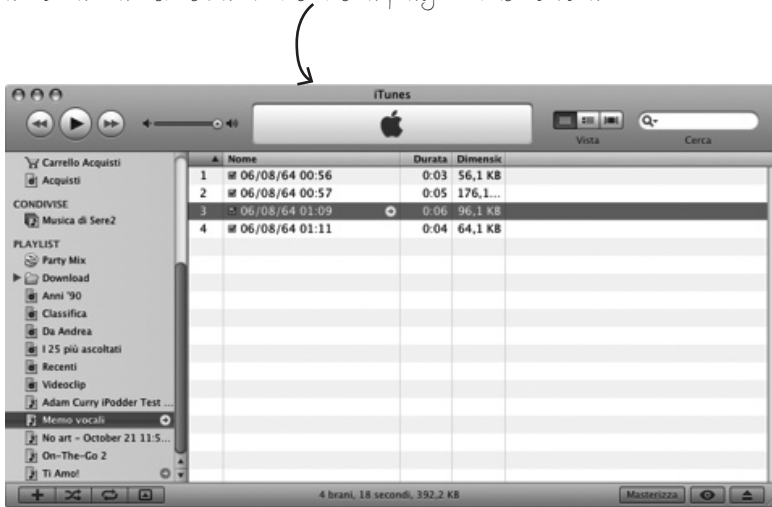 iTunes
Vista
Cerca
Carrello Acquisti
Acquisti
CONDIVISE
Musica di Sere2
PLAYLIST
Party Mix
Download
Anni '90
Classifica
Da Andrea
I 25 più ascoltati
Recenti
Videoclip
Adam Curry iPodder Test ...
Memo vocali
No art - October 21 11:5...
On-The-Go 2
Ti Amo!
Nome Durata Dimensic
1 06/08/64 00:56 0:03 56,1 KB
2 06/08/64 00:57 0:05 176,1...
3 06/08/64 01:09 0:06 96,1 KB
4 06/08/64 01:11 0:04 64,1 KB
4 brani, 18 secondi, 392,2 KB
Masterizza